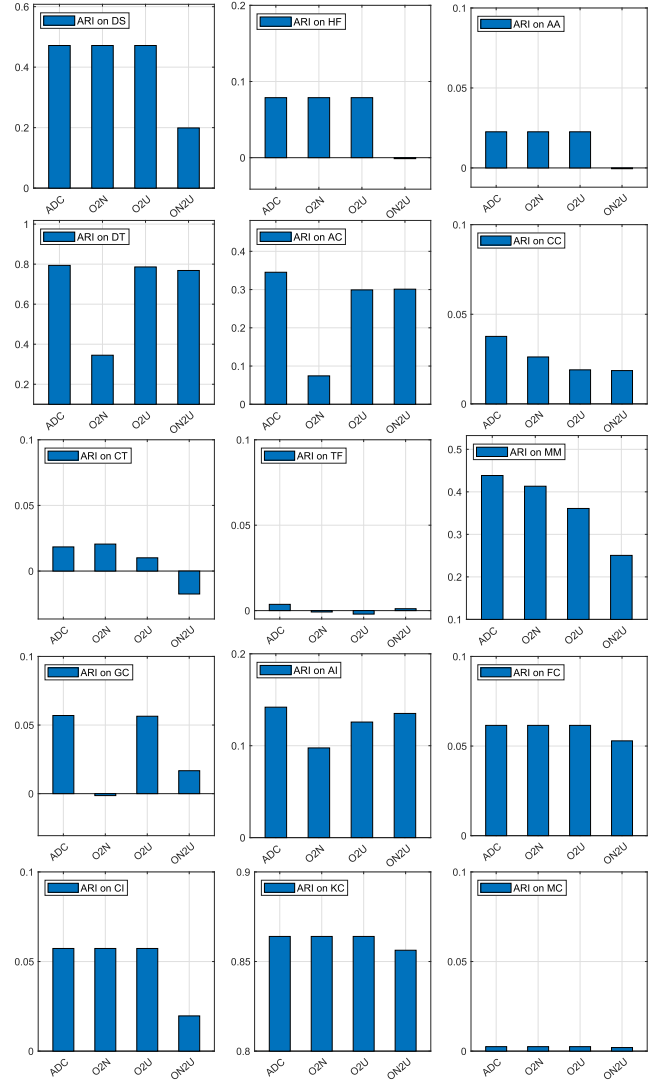 ARI on DS
0.6
0.4
0.2
0
ADC O2N O2U ON2U
ARI on HF
0.2
0.1
0
ADC O2N O2U ON2U
ARI on AA
0.1
0.05
0
ADC O2N O2U ON2U
ARI on DT
1
0.8
0.6
0.4
0.2
ADC O2N O2U ON2U
ARI on AC
0.4
0.3
0.2
0.1
0
ADC O2N O2U ON2U
ARI on CC
0.1
0.05
0
ADC O2N O2U ON2U
ARI on CT
0.1
0.05
0
ADC O2N O2U ON2U
ARI on TF
0.1
0.05
0
ADC O2N O2U ON2U
ARI on MM
0.5
0.4
0.3
0.2
0.1
ADC O2N O2U ON2U
ARI on GC
0.1
0.05
0
ADC O2N O2U ON2U
ARI on AI
0.2
0.1
0
ADC O2N O2U ON2U
ARI on FC
0.1
0.05
0
ADC O2N O2U ON2U
ARI on CI
0.1
0.05
0
ADC O2N O2U ON2U
ARI on KC
0.9
0.85
0.8
ADC O2N O2U ON2U
ARI on MC
0.1
0.05
0
ADC O2N O2U ON2U